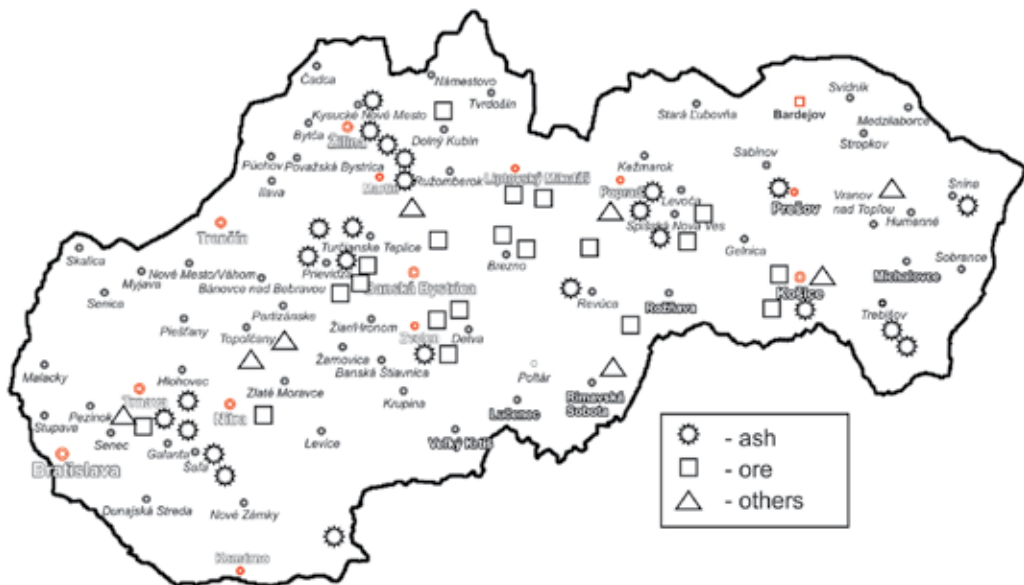 Čadca
Námestovo
Tvrdošín
Kysucké Nové Mesto
Bytča
Žilina
Dolný Kubín
Stará Ľubovňa
Bardejov
Svidník
Medzilaborce
Stropkov
Púchov
Považská Bystrica
Ilava
Martin
Ružomberok
Liptovský Mikuláš
Kežmarok
Poprad
Levoča
Sabinov
Prešov
Vranov
nad Topľou
Humenné
Snina
Trenčín
Turčianske Teplice
Spišská Nová Ves
Gelnica
Skalica
Myjava
Nové Mesto/Váhom
Bánovce nad Bebravou
Prievidza
Banská Bystrica
Brezno
Michalovce
Sobrance
Senica
Partizánske
Revúca
Rožňava
Košice
Trebišov
Piešťany
Topoľčany
Žiar/Hronom
Zvolen
Detva
Malacky
Hlohovec
Žarnovica
Banská Štiavnica
Poltár
Rimavská
Sobota
Trnava
Zlaté Moravce
Krupina
Lučenec
Stupava
Pezinok
Senec
Nitra
Levice
Veľký Krtíš
Bratislava
Galanta
Šaľa
Dunajská Streda
Nové Zámky
Komárno
- ash
- ore
- others